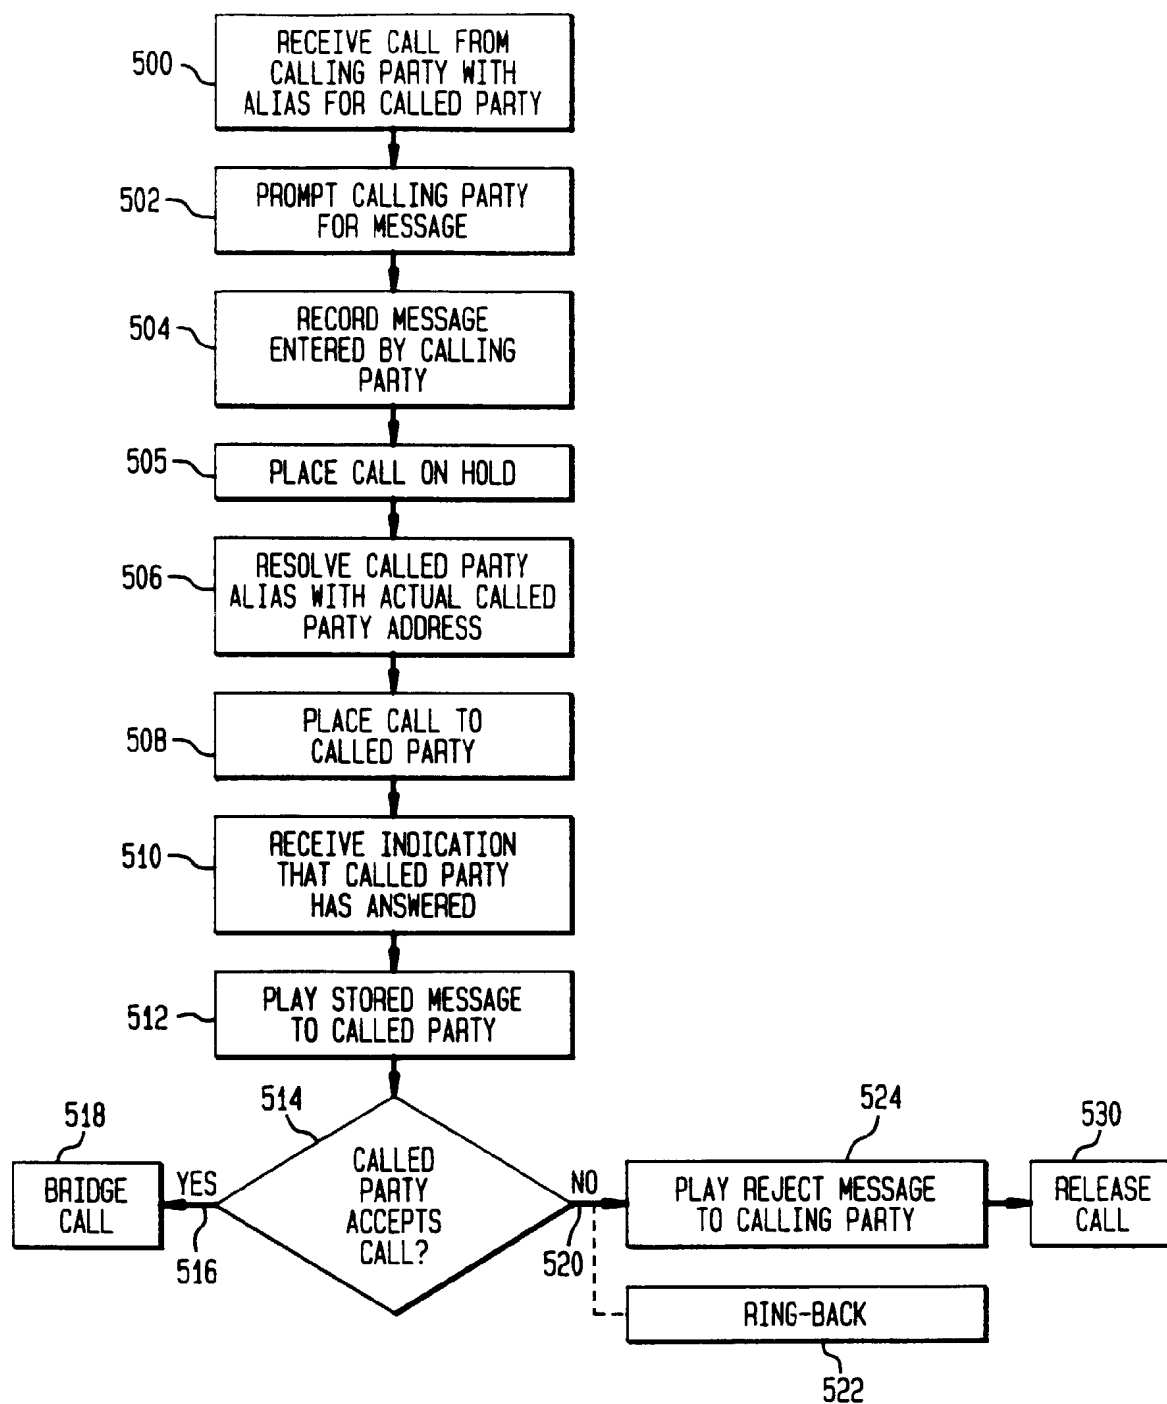 500
RECEIVE CALL FROM
CALLING PARTY WITH
ALIAS FOR CALLED PARTY
502
PROMPT CALLING PARTY
FOR MESSAGE
504
RECORD MESSAGE
ENTERED BY CALLING
PARTY
505
PLACE CALL ON HOLD
506
RESOLVE CALLED PARTY
ALIAS WITH ACTUAL CALLED
PARTY ADDRESS
508
PLACE CALL TO
CALLED PARTY
510
RECEIVE INDICATION
THAT CALLED PARTY
HAS ANSWERED
512
PLAY STORED MESSAGE
TO CALLED PARTY
514
CALLED
PARTY
ACCEPTS
CALL?
YES
516
518
BRIDGE
CALL
NO
520
524
PLAY REJECT MESSAGE
TO CALLING PARTY
530
RELEASE
CALL
RING-BACK
522